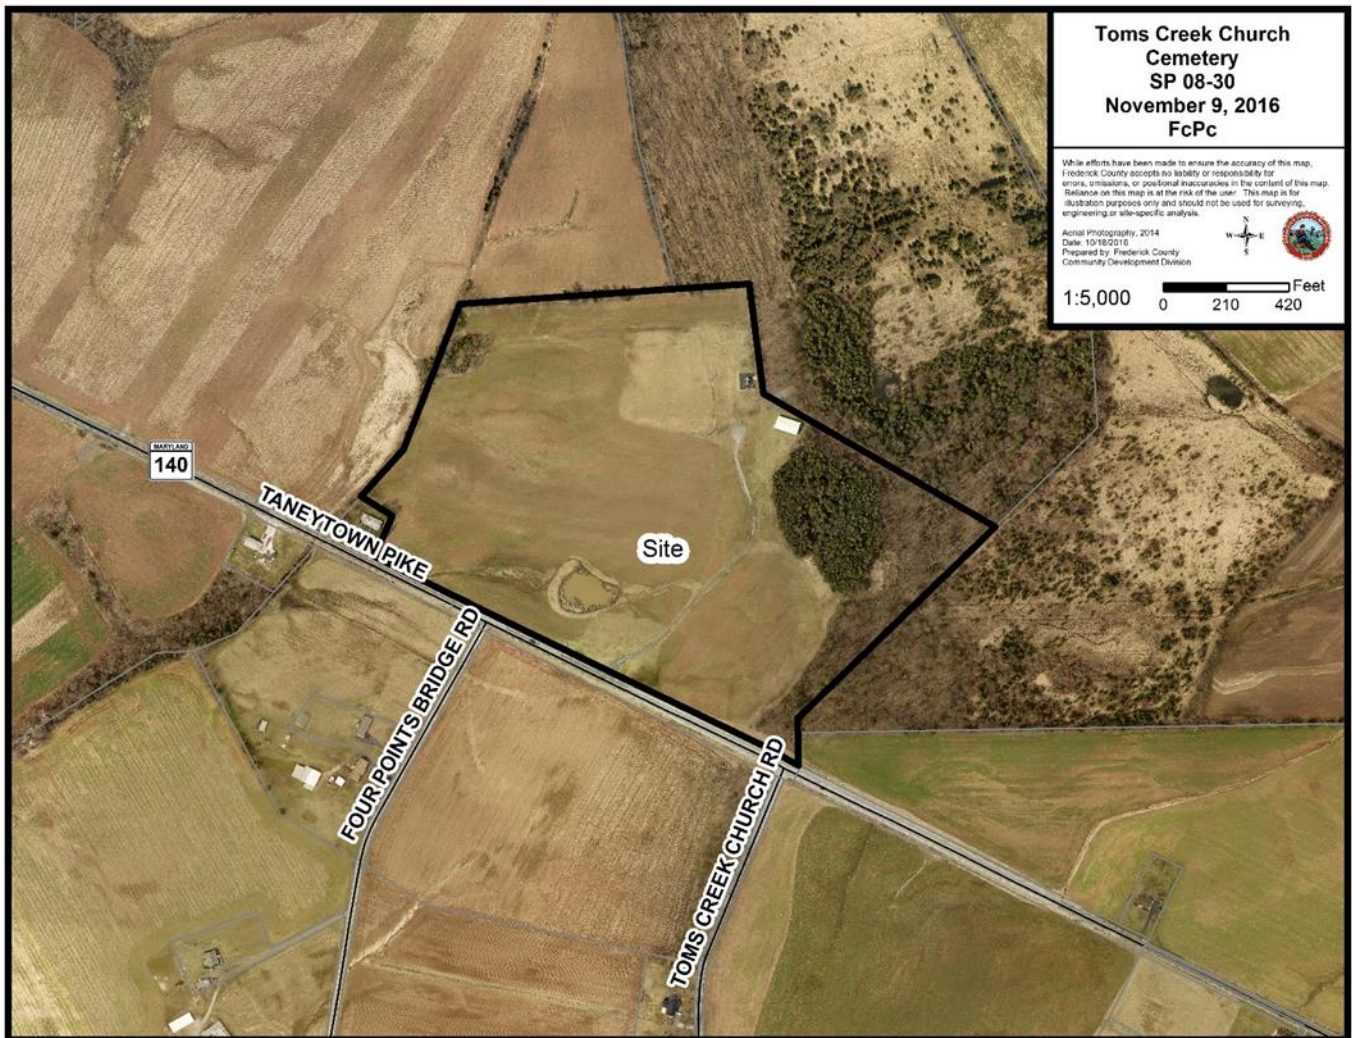 Toms Creek Church
Cemetery
SP 08-30
November 9, 2016
FcPc
While efforts have been made to ensure the accuracy of this map,
Frederick County accepts no liability or responsibility for
errors, omissions, or positional inaccuracies in the content of this map.
Reliance on this map is at the risk of the user. This map is for
illustration purposes only and should not be used for surveying,
engineering or site-specific analysis.
Aerial Photography, 2014
Date: 10/18/2016
Prepared by: Frederick County
Community Development Division
N
W E
S
1:5,000
Feet
0 210 420
MARYLAND
140
TANEYTOWN PIKE
Site
FOUR POINTS BRIDGE RD
TOMS CREEK CHURCH RD